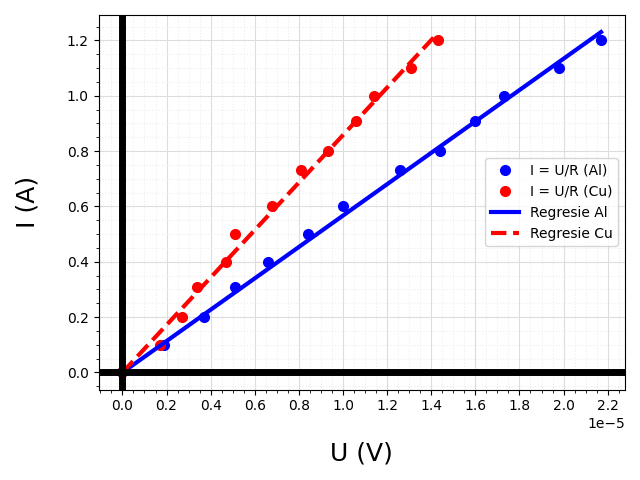 1.2
1.0
0.8
0.6
0.4
0.2
0.0
I (A)
I = U/R (Al)
I = U/R (Cu)
Regresie Al
Regresie Cu
0.0 0.2 0.4 0.6 0.8 1.0 1.2 1.4 1.6 1.8 2.0 2.2
1e−5
U (V)